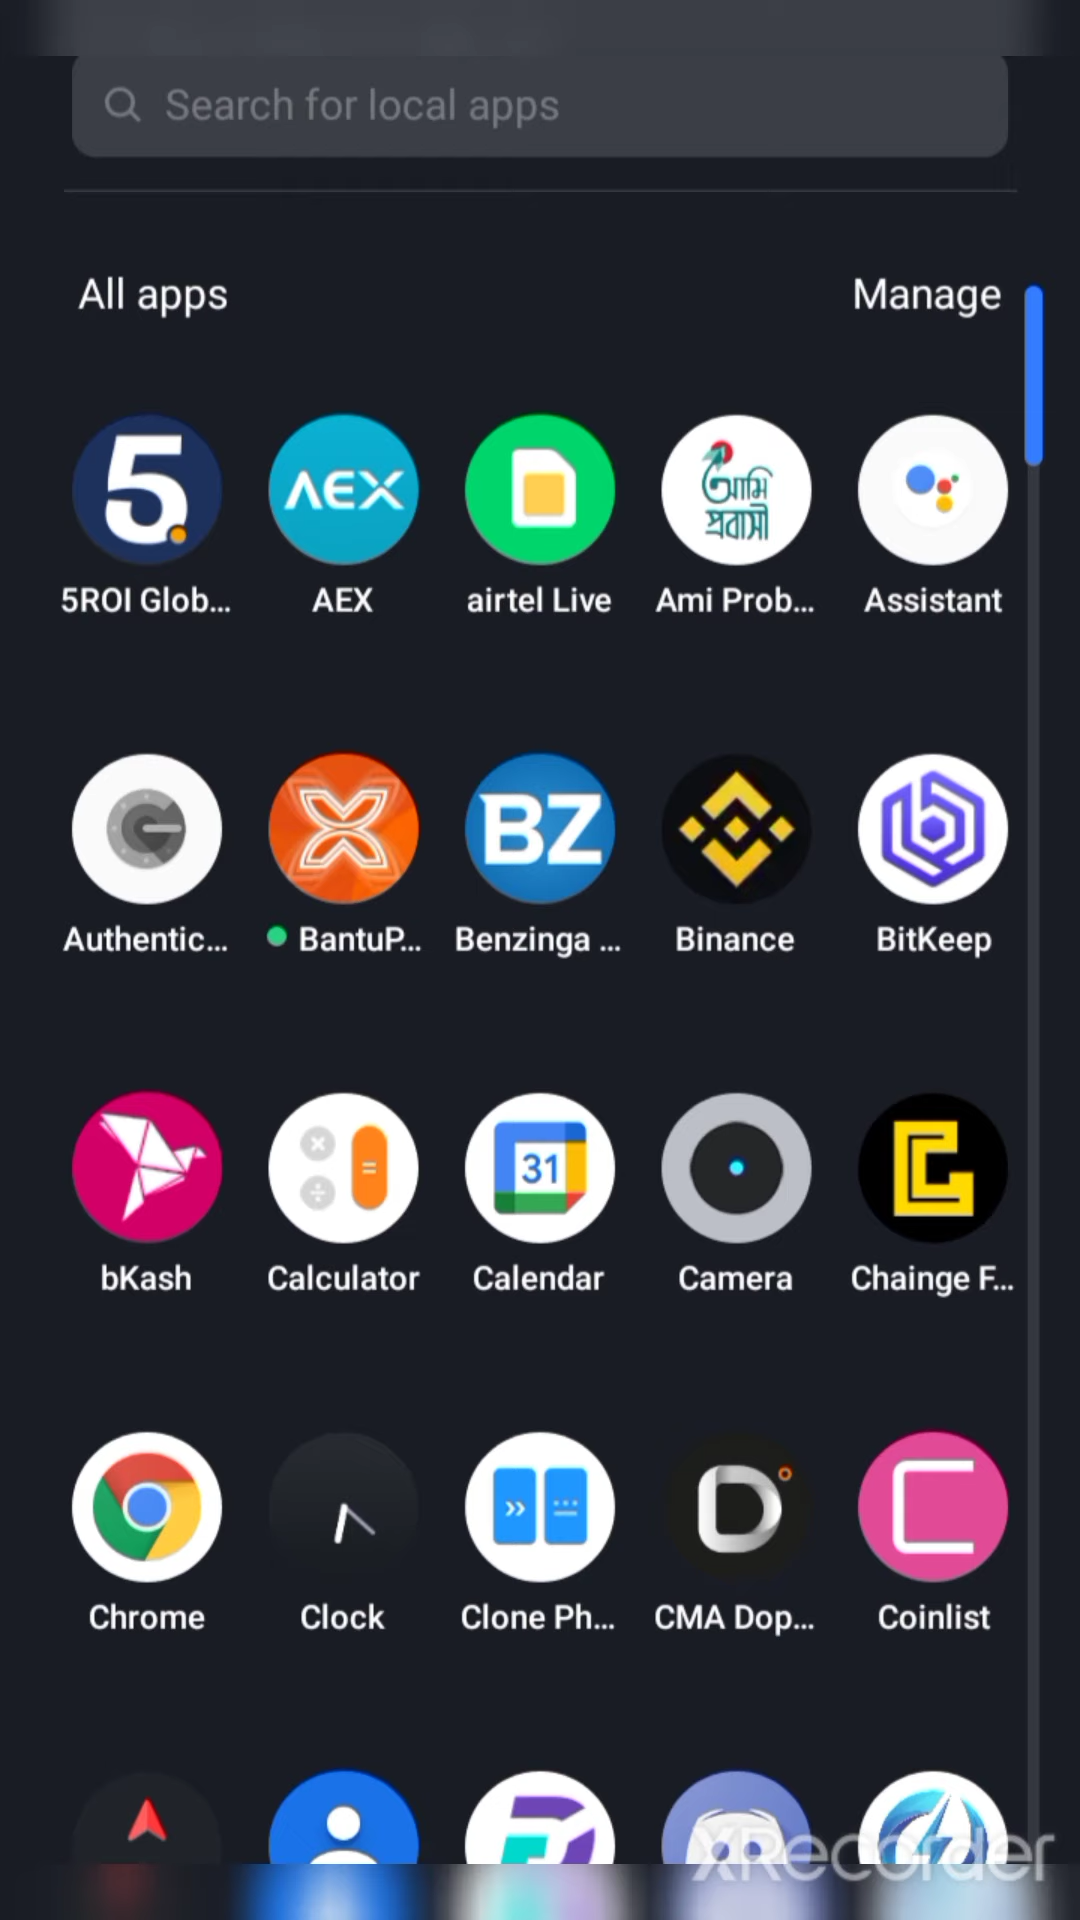 Search for local apps
All apps
Manage
5
AEX
আমি
প্রবাসী
5ROI Glob...
AEX
airtel Live
Ami Prob...
Assistant
BZ
Authentic...
BantuP...
Benzinga ...
Binance
BitKeep
31
bKash
Calculator
Calendar
Camera
Chainge F...
Chrome
Clock
Clone Ph...
CMA Dop...
Coinlist
XRecorder